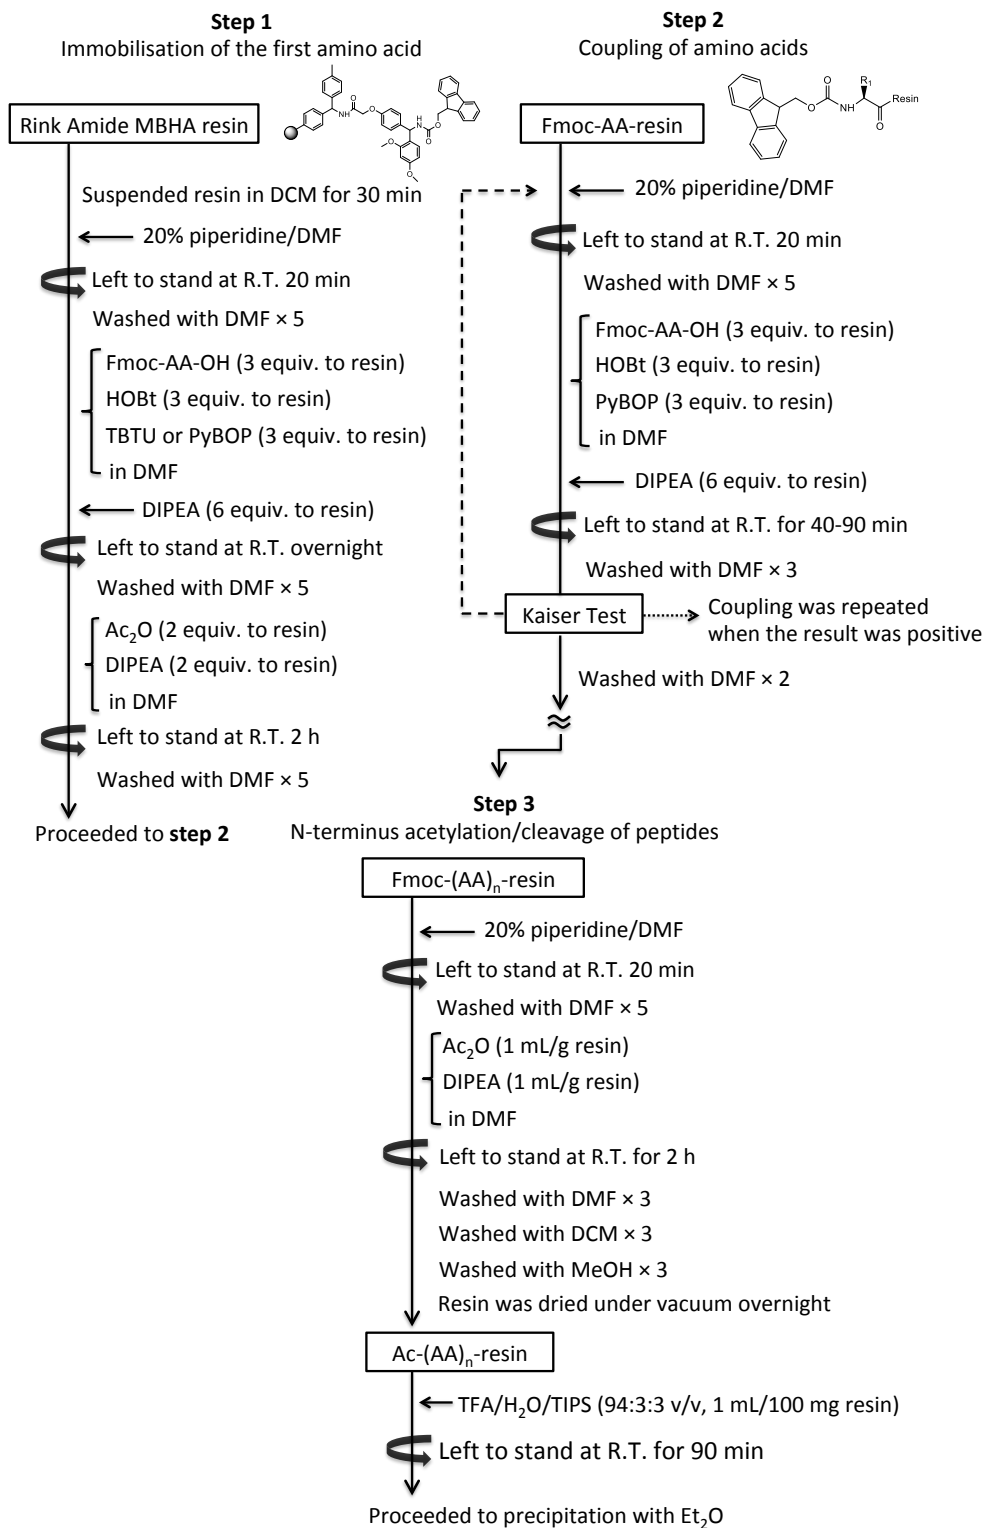 Step 1
Immobilisation of the first amino acid
Rink Amide MBHA resin
NH
O
O
NH
O
O
O
O
Suspended resin in DCM for 30 min
20% piperidine/DMF
Left to stand at R.T. 20 min
Washed with DMF × 5
Fmoc-AA-OH (3 equiv. to resin)
HOBt (3 equiv. to resin)
TBTU or PyBOP (3 equiv. to resin)
in DMF
DIPEA (6 equiv. to resin)
Left to stand at R.T. overnight
Washed with DMF × 5
Ac₂O (2 equiv. to resin)
DIPEA (2 equiv. to resin)
in DMF
Left to stand at R.T. 2 h
Washed with DMF × 5
Proceeded to step 2
Step 2
Coupling of amino acids
Fmoc-AA-resin
O
O
NH
R₁
O
Resin
20% piperidine/DMF
Left to stand at R.T. 20 min
Washed with DMF × 5
Fmoc-AA-OH (3 equiv. to resin)
HOBt (3 equiv. to resin)
PyBOP (3 equiv. to resin)
in DMF
DIPEA (6 equiv. to resin)
Left to stand at R.T. for 40-90 min
Washed with DMF × 3
Kaiser Test
Coupling was repeated
when the result was positive
Washed with DMF × 2
Step 3
N-terminus acetylation/cleavage of peptides
Fmoc-(AA)ₙ-resin
20% piperidine/DMF
Left to stand at R.T. 20 min
Washed with DMF × 5
Ac₂O (1 mL/g resin)
DIPEA (1 mL/g resin)
in DMF
Left to stand at R.T. for 2 h
Washed with DMF × 3
Washed with DCM × 3
Washed with MeOH × 3
Resin was dried under vacuum overnight
Ac-(AA)ₙ-resin
TFA/H₂O/TIPS (94:3:3 v/v, 1 mL/100 mg resin)
Left to stand at R.T. for 90 min
Proceeded to precipitation with Et₂O